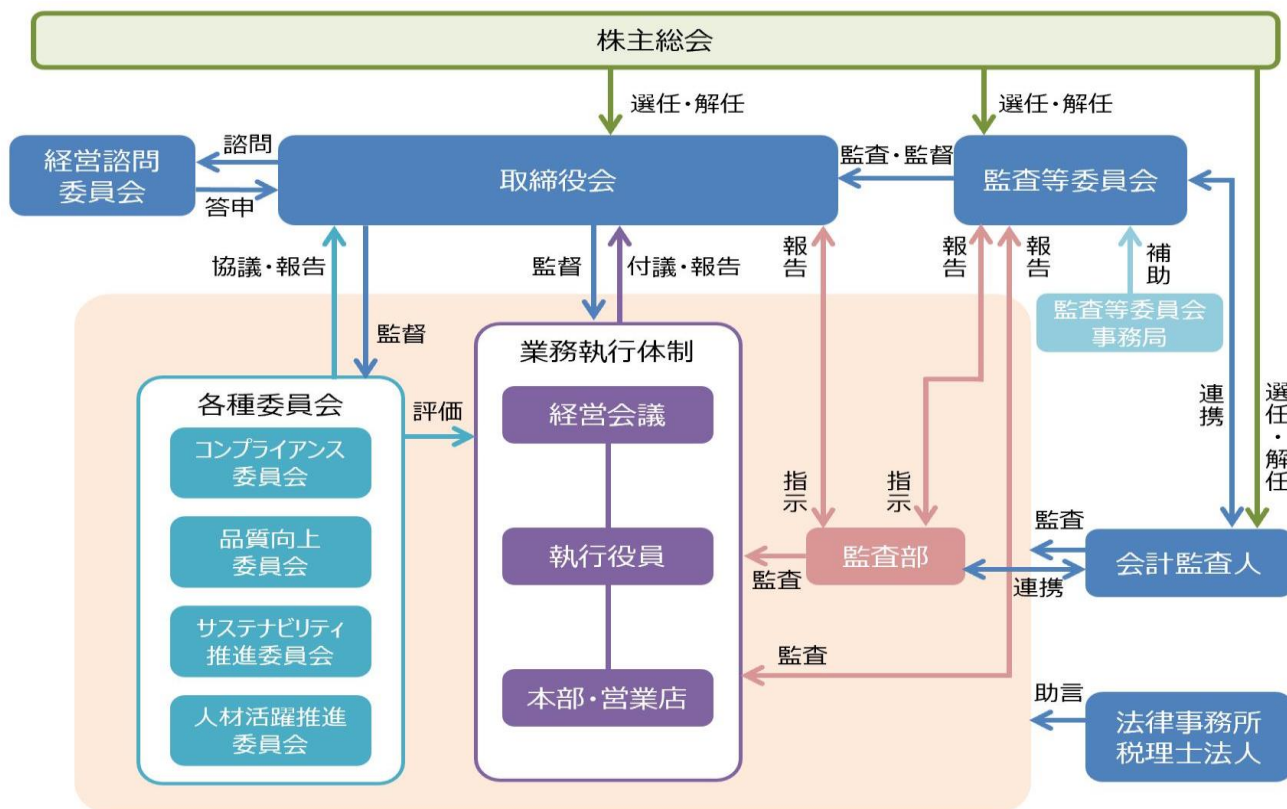 株主総会
選任・解任
選任・解任
経営諮問
委員会
諮問
答申
取締役会
監査・監督
監査等委員会
協議・報告
監督
監督
付議・報告
報告
報告
報告
補助
監査等委員会
事務局
連携
選任・解任
各種委員会
コンプライアンス
委員会
品質向上
委員会
サステナビリティ
推進委員会
人材活躍推進
委員会
評価
業務執行体制
経営会議
執行役員
本部・営業店
指示
指示
監査
監査部
監査
連携
会計監査人
監査
助言
法律事務所
税理士法人